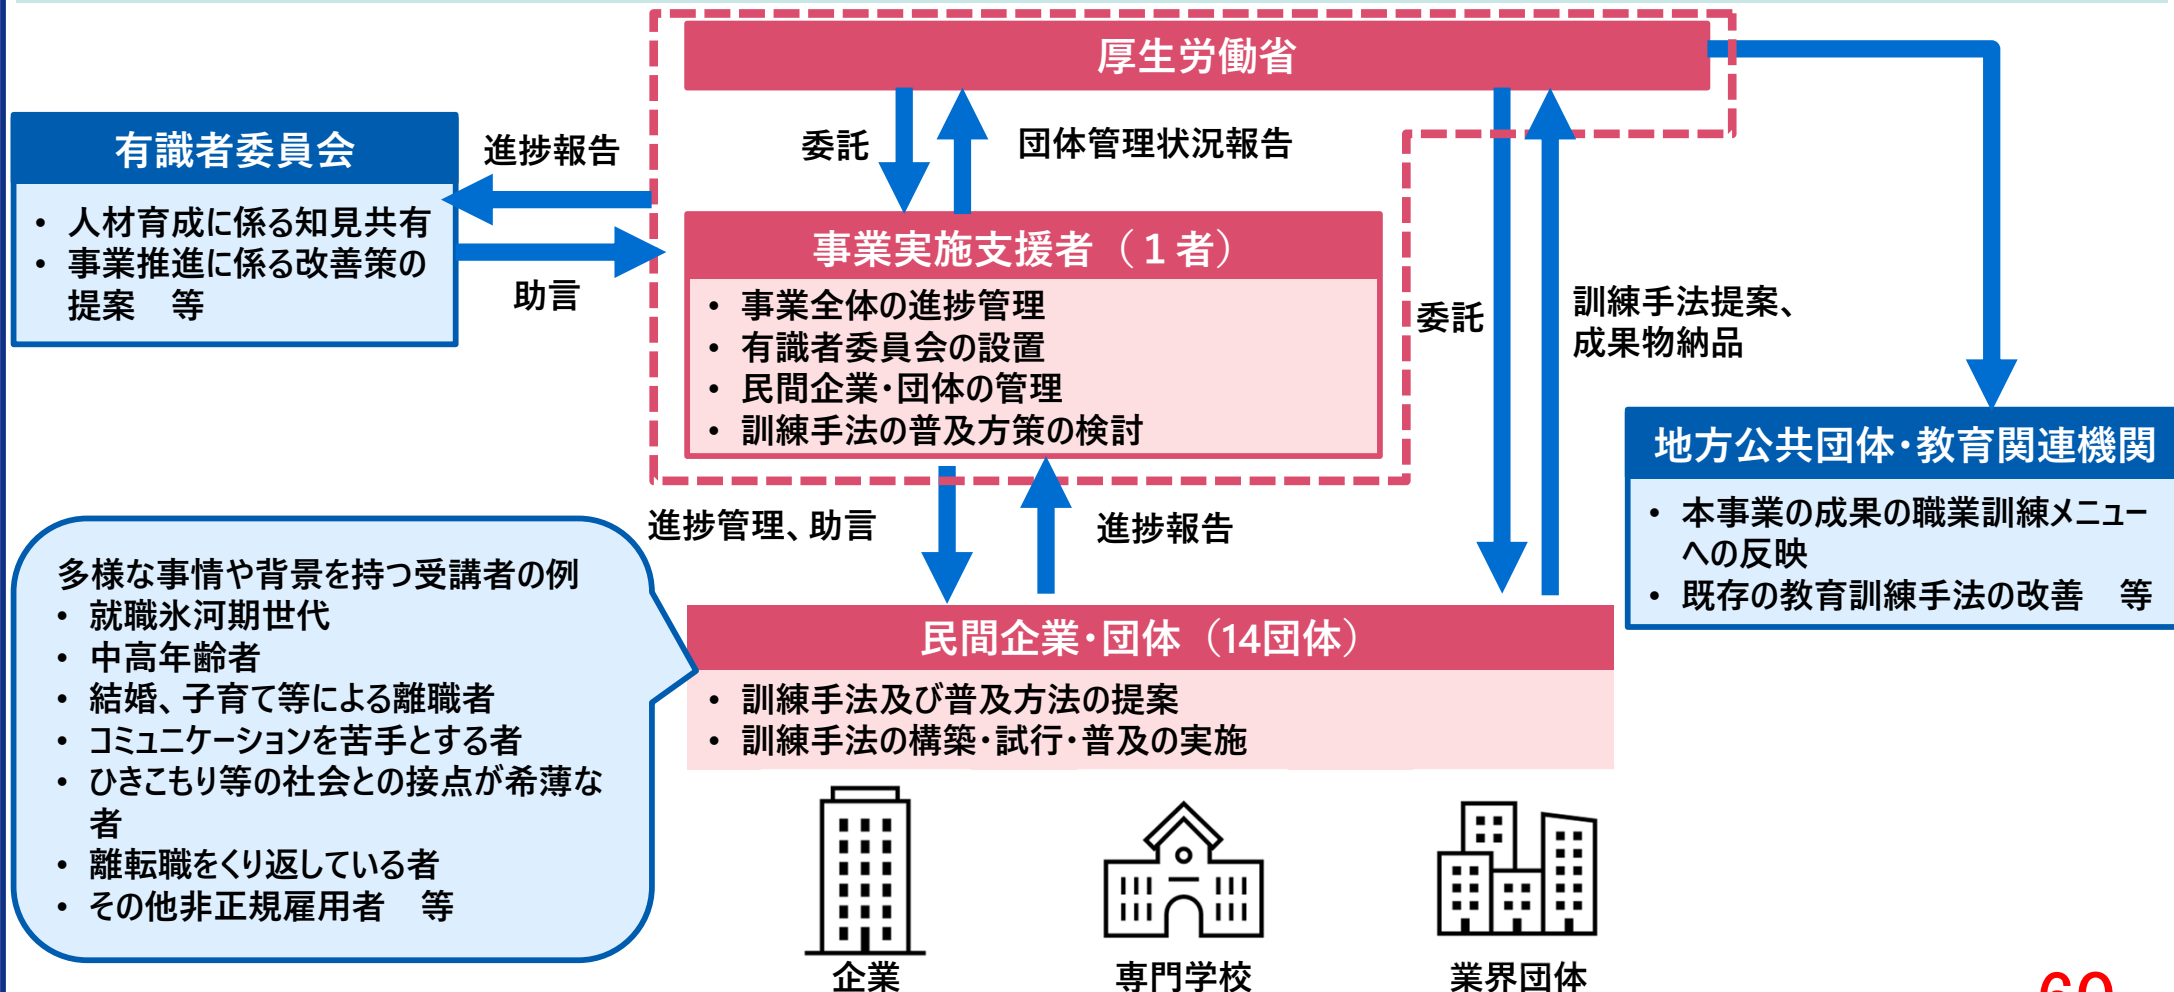 厚生労働省
有識者委員会
・ 人材育成に係る知見共有
・ 事業推進に係る改善策の
提案　等
進捗報告
助言
委託
団体管理状況報告
事業実施支援者（１者）
・ 事業全体の進捗管理
・ 有識者委員会の設置
・ 民間企業・団体の管理
・ 訓練手法の普及方策の検討
委託
訓練手法提案、
成果物納品
地方公共団体・教育関連機関
・ 本事業の成果の職業訓練メニュー
への反映
・ 既存の教育訓練手法の改善　等
進捗管理、助言
進捗報告
多様な事情や背景を持つ受講者の例
・ 就職氷河期世代
・ 中高年齢者
・ 結婚、子育て等による離職者
・ コミュニケーションを苦手とする者
・ ひきこもり等の社会との接点が希薄な
者
・ 離転職をくり返している者
・ その他非正規雇用者　等
民間企業・団体（14団体）
・ 訓練手法及び普及方法の提案
・ 訓練手法の構築・試行・普及の実施
企業
専門学校
業界団体